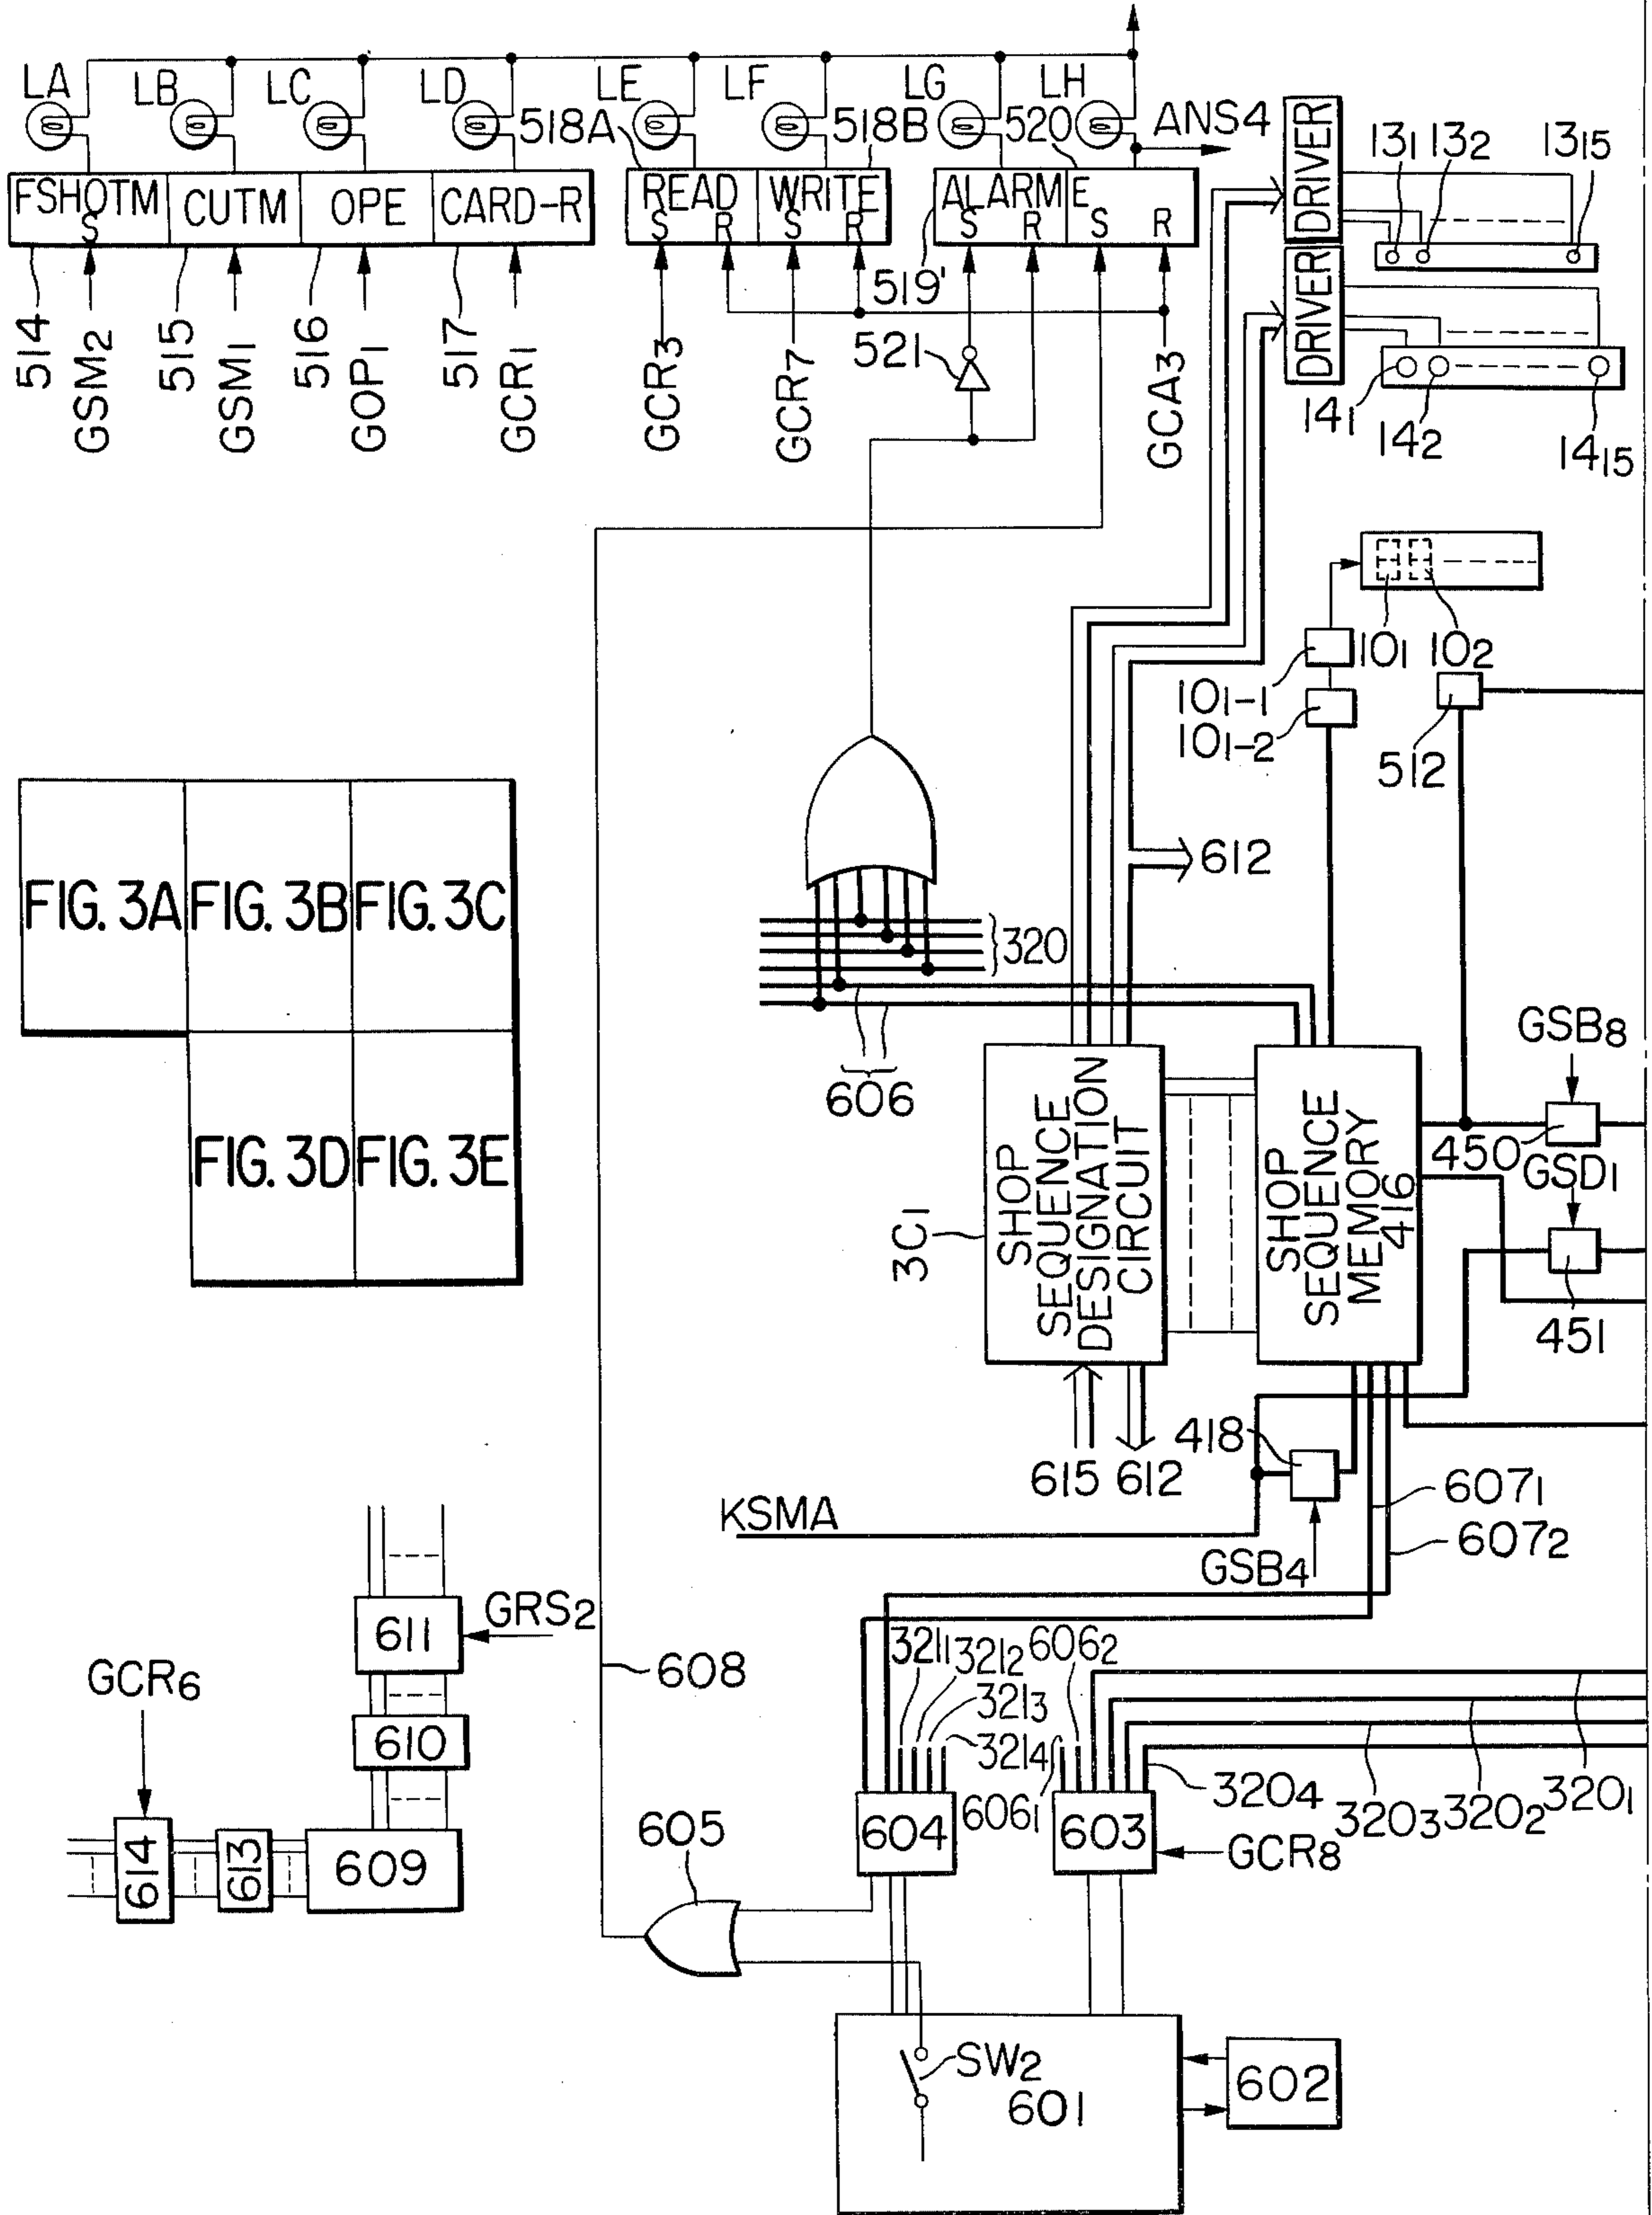 LA LB LC LD LE LF LG LH
518A 518B 520 ANS4
FSHOTM S CUTM OPE CARD-R
READ S R WRITE S R
ALARM S R E S R
514 GSM2 515 GSM1 516 GOP1 517 GCR1
GCR3 GCR7 519' 521 GCA3
DRIVER 131 132 1315
DRIVER 141 142 1415
101 102
101-1
101-2
512
612
FIG. 3A FIG. 3B FIG. 3C
FIG. 3D FIG. 3E
320
606
3C1
SHOP SEQUENCE DESIGNATION CIRCUIT
SHOP SEQUENCE MEMORY 416
GSB8
450
GSD1
451
615 612
418
KSMA
GSB4
6071
6072
611 GRS2
GCR6
610
614 613 609
608
3211 3212 6062
3213
3214
6061
604 603
3204 3203 3202 3201
GCR8
605
SW2
601
602